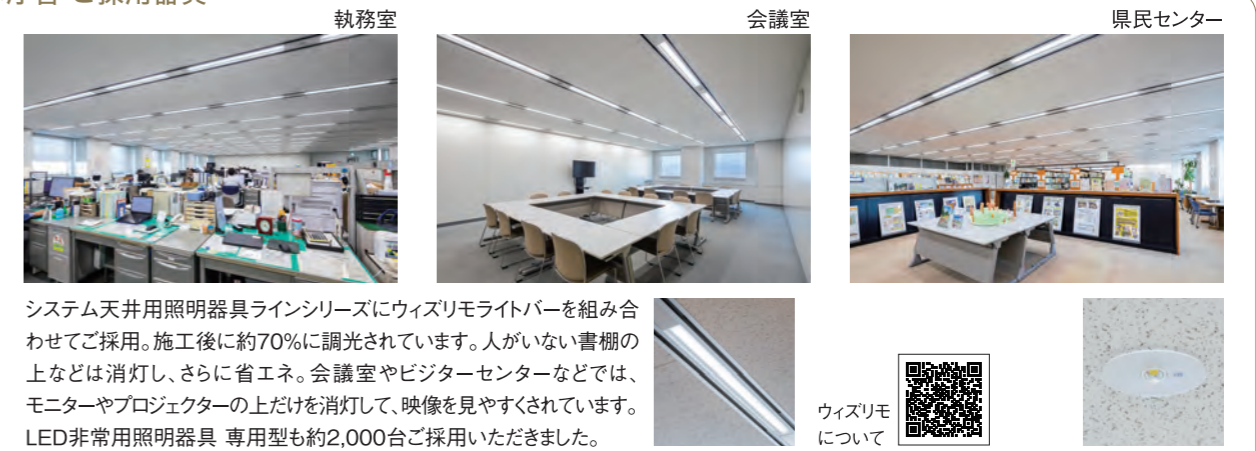 庁舎 ご採用器具
執務室
会議室
県民センター
システム天井用照明器具ラインシリーズにウィズリモライトバーを組み合
わせてご採用。施工後に約70%に調光されています。人がいない書棚の
上などは消灯し、さらに省エネ。会議室やビジターセンターなどでは、
モニターやプロジェクターの上だけを消灯して、映像を見やすくされています。
LED非常用照明器具 専用型も約2,000台ご採用いただきました。
ウィズリモ
について